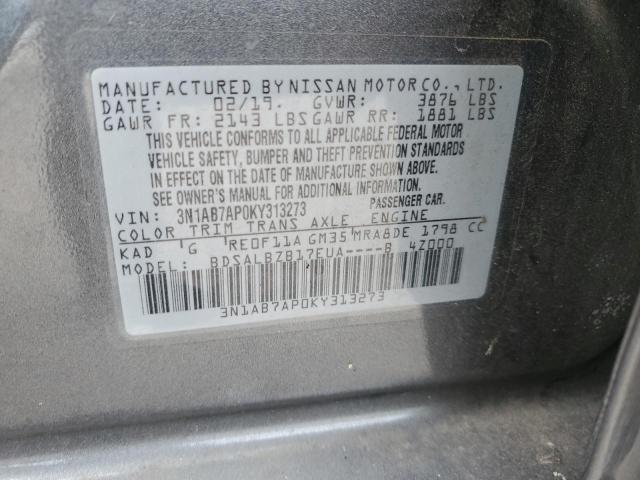 MANUFACTURED BY NISSAN MOTOR CO., LTD.
DATE: 02/19. GVWR: 3876 LBS
GAWR FR: 2143 LBS GAWR RR: 1881 LBS
THIS VEHICLE CONFORMS TO ALL APPLICABLE FEDERAL MOTOR
VEHICLE SAFETY, BUMPER AND THEFT PREVENTION STANDARDS
IN EFFECT ON THE DATE OF MANUFACTURE SHOWN ABOVE.
SEE OWNER'S MANUAL FOR ADDITIONAL INFORMATION.
VIN: 3N1AB7AP0KY313273 PASSENGER CAR.
COLOR TRIM TRANS AXLE ENGINE
KAD G RE0F11A GM35 MRA8DE 1798 CC
MODEL: BDSALBZB17EUA----B 4Z000
3N1AB7AP0KY313273